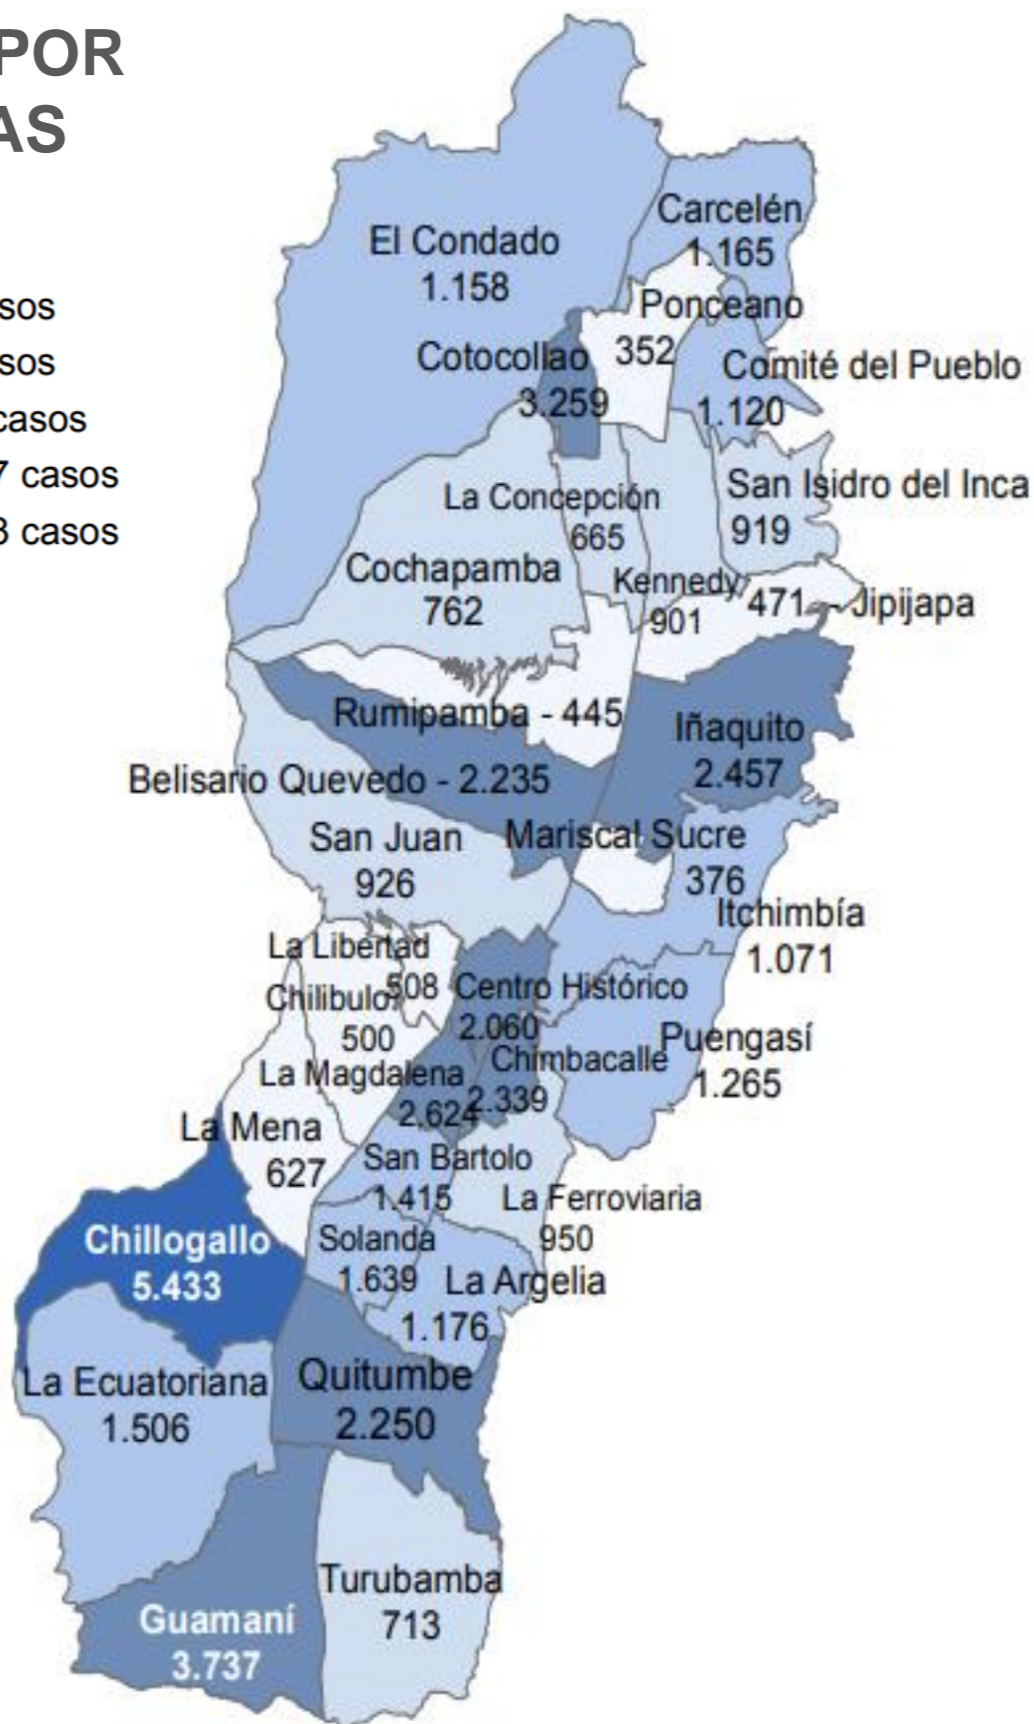 POR
AS
sos
sos
casos
7 casos
3 casos
El Condado
1.158
Carcelén
1.165
Ponceano
352
Cotocollao
3.259
Comité del Pueblo
1.120
La Concepción
665
San Isidro del Inca
919
Cochapamba
762
Kennedy
901
471 - Jipijapa
Rumipamba - 445
Iñaquito
2.457
Belisario Quevedo - 2.235
San Juan
926
Mariscal Sucre
376
Itchimbía
1.071
La Libertad
508
Chilibulo
500
Centro Histórico
2.060
Puengasí
1.265
Chimbacalle
2.339
La Magdalena
2.624
La Mena
627
San Bartolo
1.415
La Ferroviaria
950
Chillogallo
5.433
Solanda
1.639
La Argelia
1.176
La Ecuatoriana
1.506
Quitumbe
2.250
Turubamba
713
Guamaní
3.737